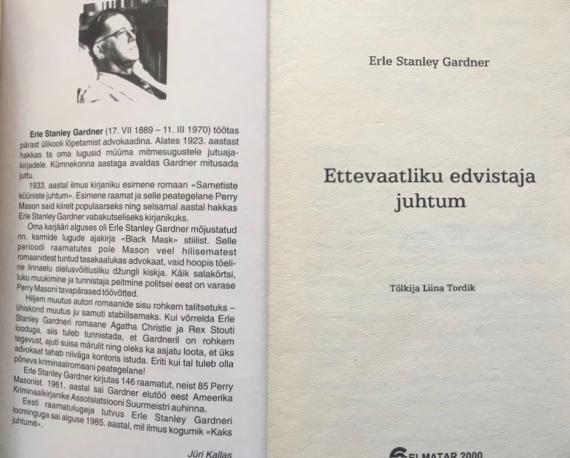 Erle Stanley Gardner (17. VII 1889 – 11. III 1970) töötas
pärast ülikooli lõpetamist advokaadina. Alates 1923. aastast
hakkas ta oma lugusid müüma mitmesugustele jutuaja-
kirjadele. Kümnekonna aastaga avaldas Gardner mitusada
juttu.
1933. aastal ilmus kirjaniku esimene romaan «Sametiste
küüniste juhtum». Esimene raamat ja selle peategelane Perry
Mason said kiirelt populaarseks ning selsamal aastal hakkas
Erle Stanley Gardner vabakutseliseks kirjanikuks.
Oma karjääri alguses oli Erle Stanley Gardner mõjustatud
nn. karmide lugude ajakirja «Black Mask» stiilist. Selle
perioodi raamatutes pole Mason veel hilisematest
romaanidest tuntud tasakaalukas advokaat, vaid hoopis tõeli-
ne linnaelu olelusvõitlusliku džungli kiskja. Käik salakõrtsi,
luku muukimine ja tunnistaja peitmine politsei eest on varase
Perry Masoni tavapärased töövõtted.
Hiljem muutus autori romaanide sisu rohkem talitsetuks –
ühiskond muutus ju samuti stabiilsemaks. Kui võrrelda Erle
Stanley Gardneri romaane Agatha Christie ja Rex Stouti
looduga, siis tuleb tunnistada, et Gardneril on rohkem
tegevust, ajuti suisa märulit ning oleks ka asjatu loota, et üks
advokaat tahab niiväga kontoris istuda. Eriti kui tal tuleb olla
põneva kriminaalromaani peategelane!
Erle Stanley Gardner kirjutas 146 raamatut, neist 85 Perry
Masonist. 1961. aastal sai Gardner elutöö eest Ameerika
Kriminaalkirjanike Assotsiatsiooni Suurmeistri auhinna.
Eesti raamatulugeja tutvus Erle Stanley Gardneri
loominguga sai alguse 1985. aastal, mil ilmus kogumik «Kaks
juhtumit».
Jüri Kallas
Erle Stanley Gardner
Ettevaatliku edvistaja
juhtum
Tõlkija Liina Tordik
ELMATAR 2000